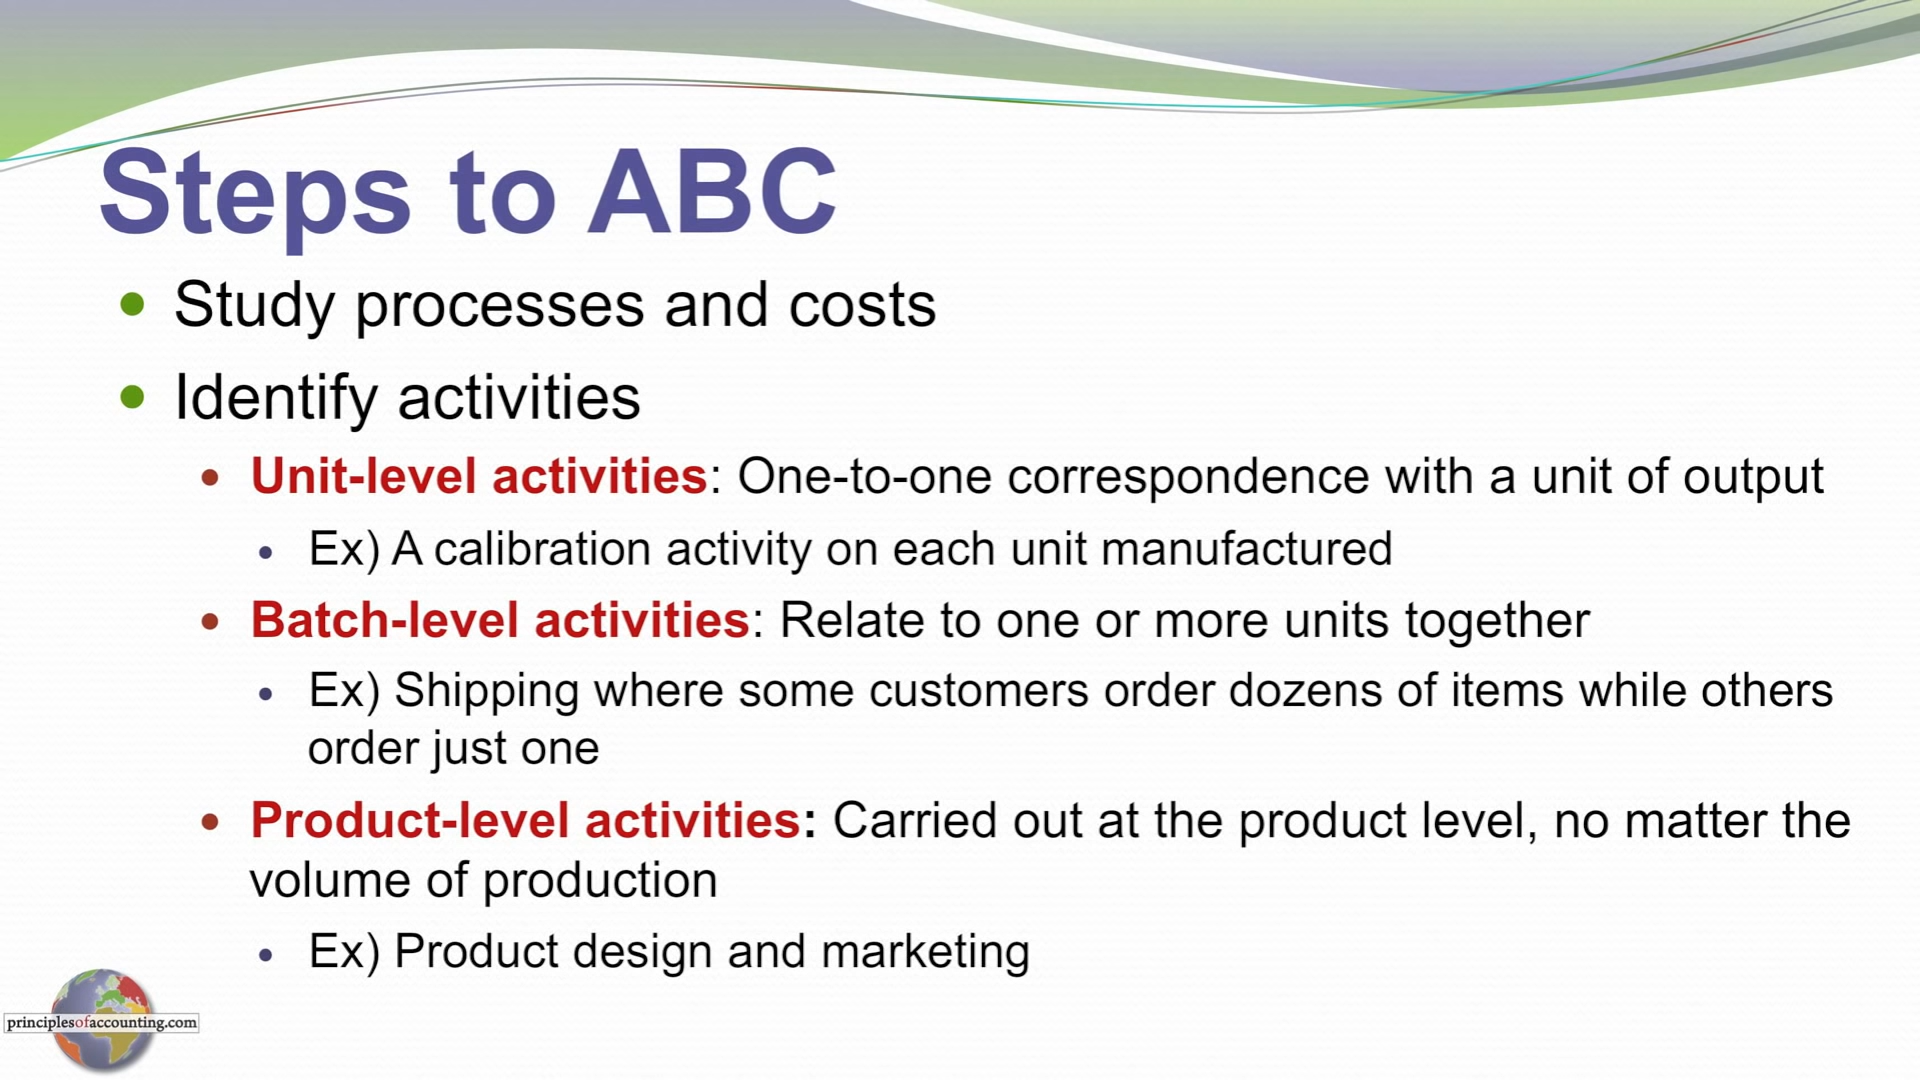 Steps to ABC
Study processes and costs
Identify activities
Unit-level activities: One-to-one correspondence with a unit of output
Ex) A calibration activity on each unit manufactured
Batch-level activities: Relate to one or more units together
Ex) Shipping where some customers order dozens of items while others
order just one
Product-level activities: Carried out at the product level, no matter the
volume of production
Ex) Product design and marketing
principlesofaccounting.com